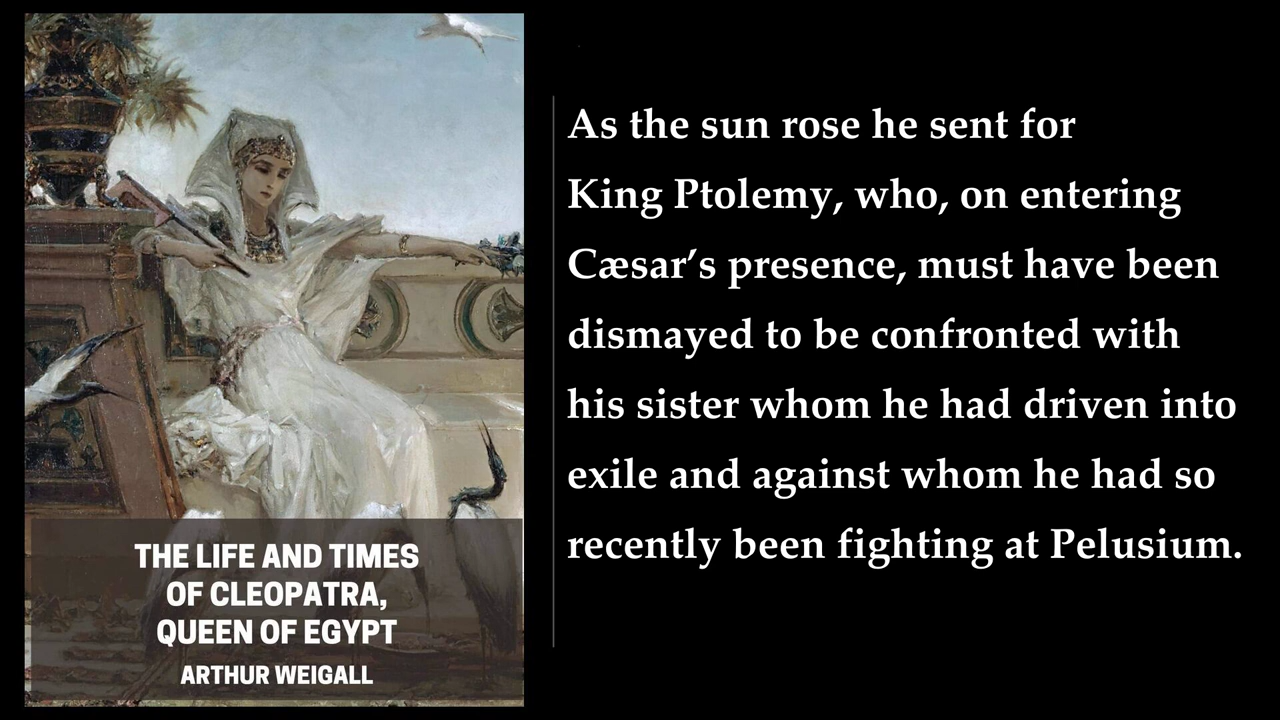 THE LIFE AND TIMES
OF CLEOPATRA,
QUEEN OF EGYPT
ARTHUR WEIGALL
As the sun rose he sent for
King Ptolemy, who, on entering
Cæsar’s presence, must have been
dismayed to be confronted with
his sister whom he had driven into
exile and against whom he had so
recently been fighting at Pelusium.